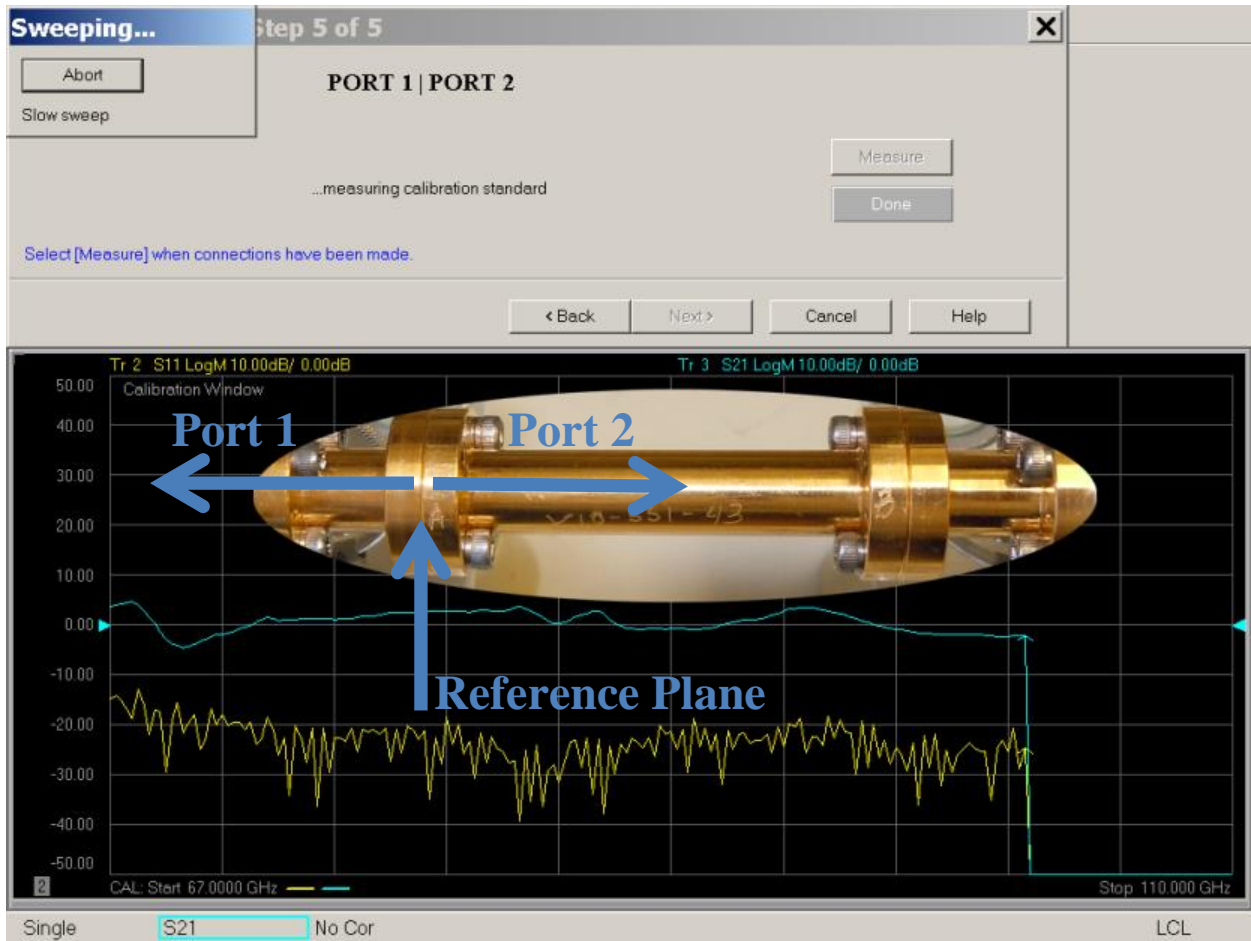 Sweeping...
Step 5 of 5
Abort
Slow sweep
PORT 1 | PORT 2
Measure
...measuring calibration standard
Done
Select [Measure] when connections have been made.
< Back
Next >
Cancel
Help
Tr 2 S11 LogM 10.00dB/ 0.00dB
Tr 3 S21 LogM 10.00dB/ 0.00dB
50.00
Calibration Window
40.00
Port 1
Port 2
30.00
20.00
A
B
10.00
0.00
-10.00
Reference Plane
-20.00
-30.00
-40.00
-50.00
2
CAL: Start 67.0000 GHz
Stop 110.000 GHz
Single
S21
No Cor
LCL